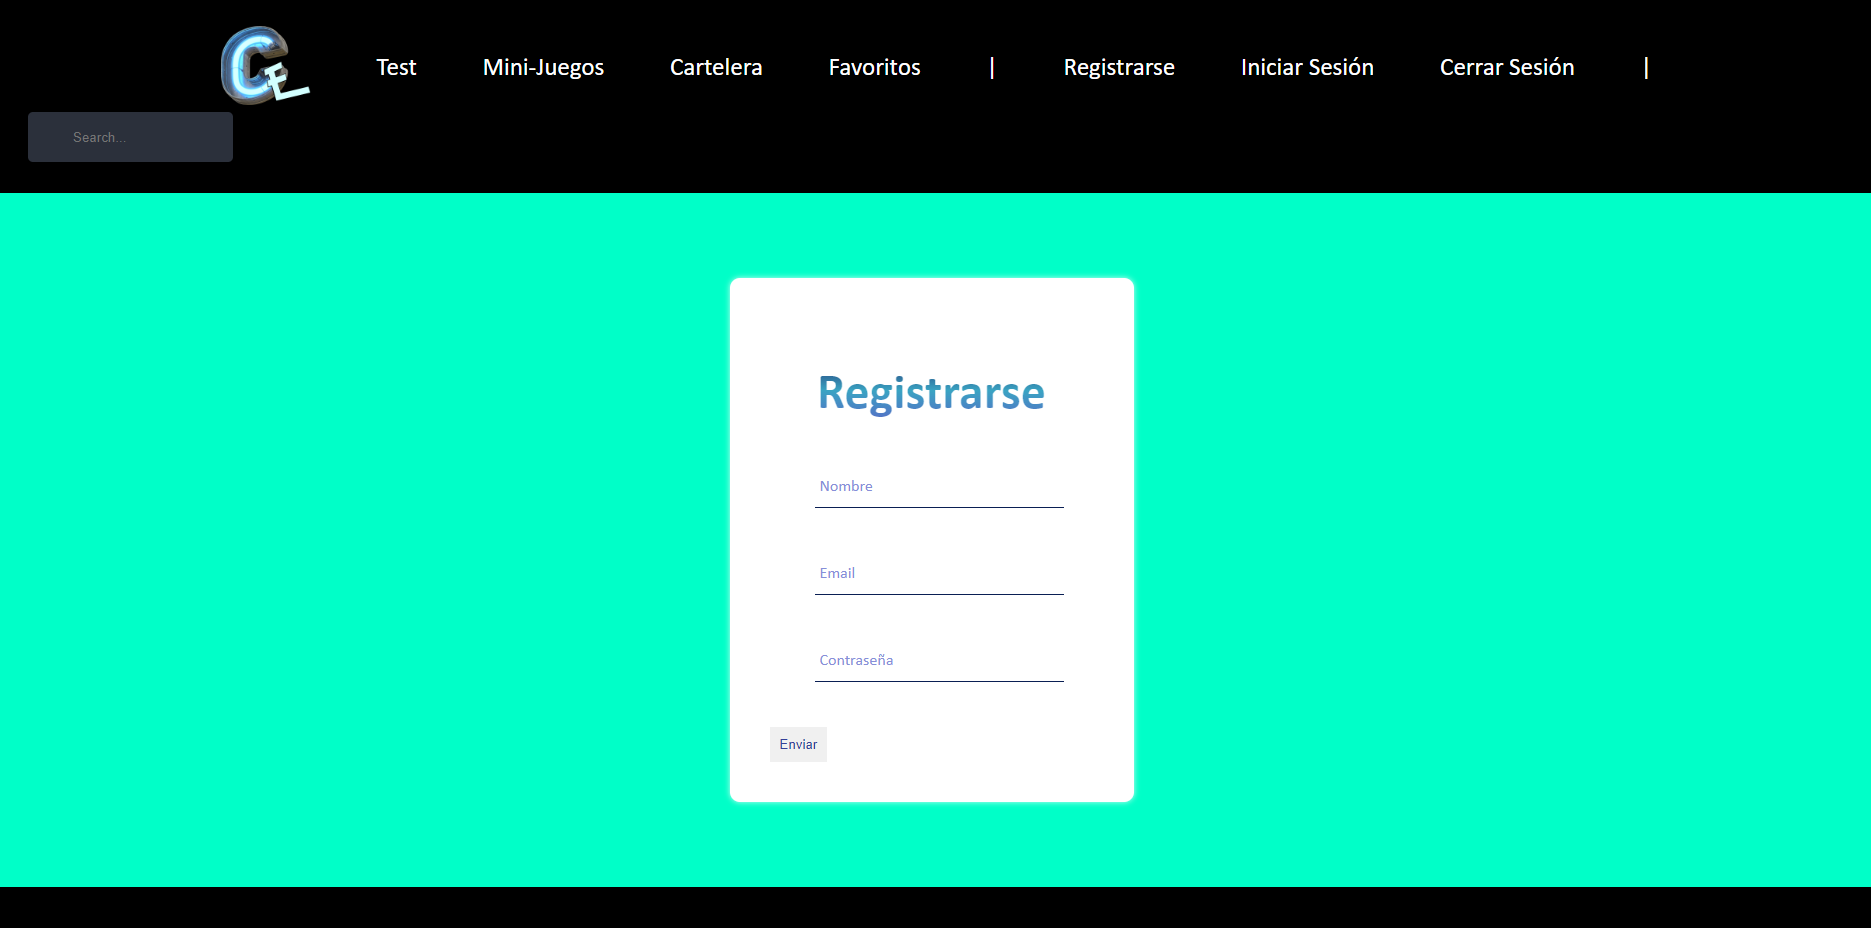 CE Test Mini-Juegos Cartelera Favoritos | Registrarse Iniciar Sesión Cerrar Sesión |
Search...
Registrarse
Nombre
Email
Contraseña
Enviar